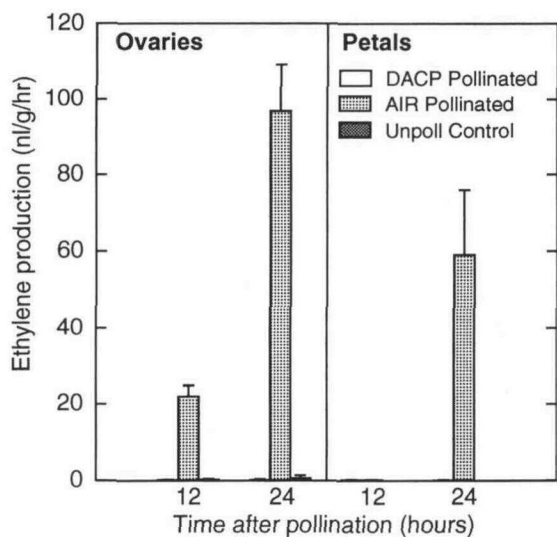 Ovaries
Petals
DACP Pollinated
AIR Pollinated
Unpoll Control
Ethylene production (nl/g/hr)
120
100
80
60
40
20
0
12 24 12 24
Time after pollination (hours)